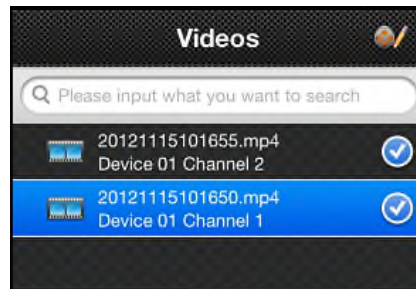 Videos
Please input what you want to search
20121115101655.mp4
Device 01 Channel 2
20121115101650.mp4
Device 01 Channel 1